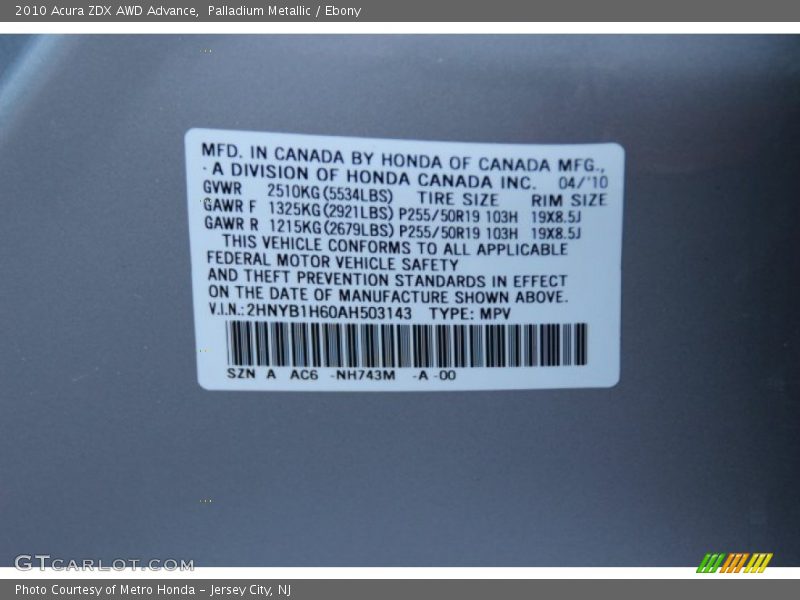 2010 Acura ZDX AWD Advance, Palladium Metallic / Ebony
MFD. IN CANADA BY HONDA OF CANADA MFG.,
A DIVISION OF HONDA CANADA INC. 04/'10
GVWR 2510KG(5534LBS) TIRE SIZE RIM SIZE
GAWR F 1325KG(2921LBS) P255/50R19 103H 19X8.5J
GAWR R 1215KG(2679LBS) P255/50R19 103H 19X8.5J
THIS VEHICLE CONFORMS TO ALL APPLICABLE
FEDERAL MOTOR VEHICLE SAFETY
AND THEFT PREVENTION STANDARDS IN EFFECT
ON THE DATE OF MANUFACTURE SHOWN ABOVE.
V.I.N.: 2HNYB1H60AH503143 TYPE: MPV
SZN A AC6 -NH743M -A -00
GTCARLOT.COM
Photo Courtesy of Metro Honda – Jersey City, NJ